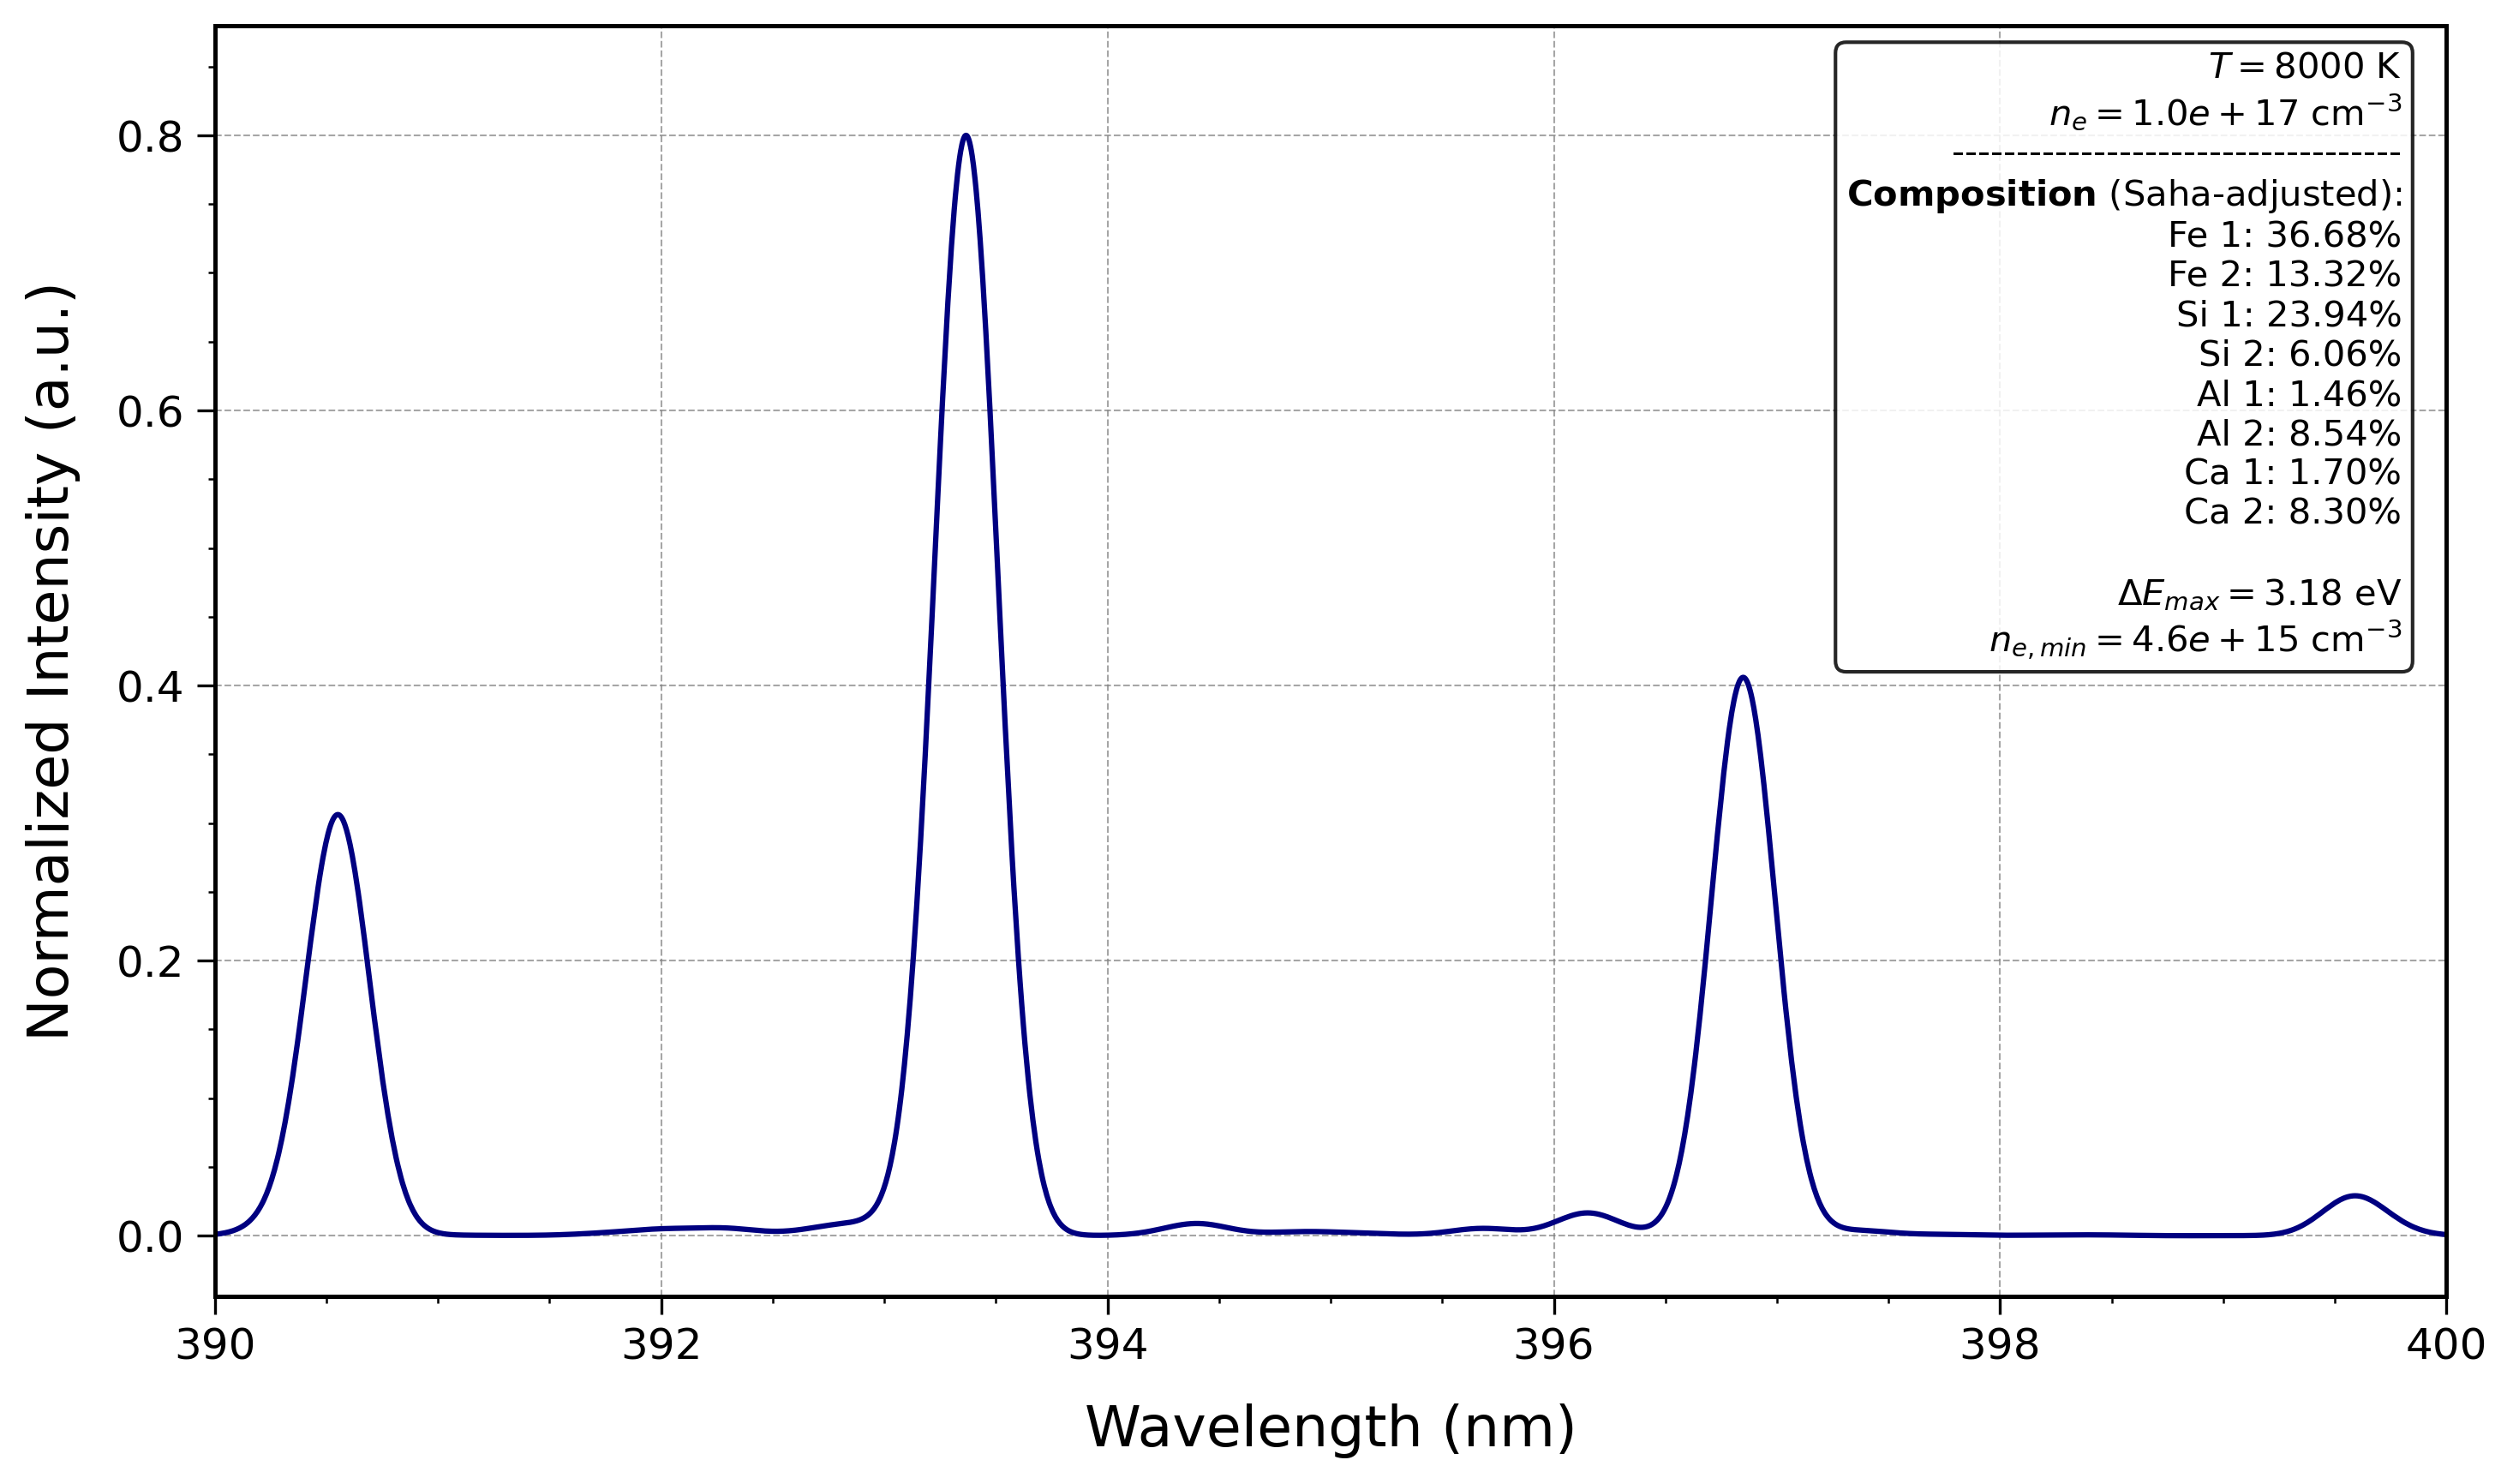 Normalized Intensity (a.u.)
0.8
0.6
0.4
0.2
0.0
T = 8000 K
nₑ = 1.0e + 17 cm⁻³
-----------------------------------
Composition (Saha-adjusted):
Fe 1: 36.68%
Fe 2: 13.32%
Si 1: 23.94%
Si 2: 6.06%
Al 1: 1.46%
Al 2: 8.54%
Ca 1: 1.70%
Ca 2: 8.30%
ΔE_max = 3.18 eV
n_e,min = 4.6e + 15 cm⁻³
390 392 394 396 398 400
Wavelength (nm)